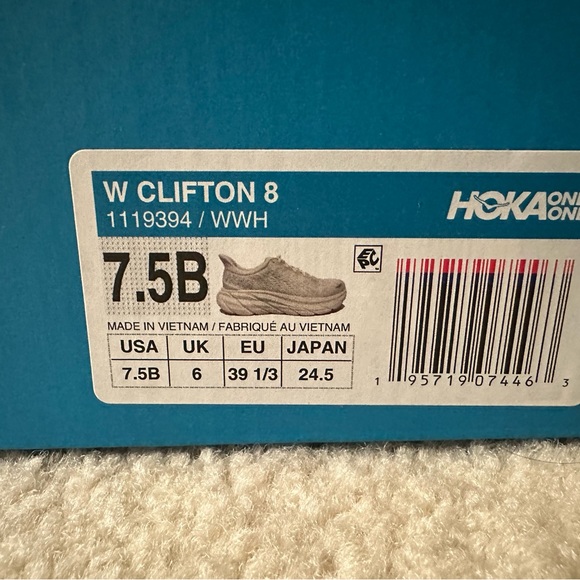 W CLIFTON 8
1119394 / WWH
HOKA ONE
ONE
7.5B
EPC
MADE IN VIETNAM / FABRIQUÉ AU VIETNAM
USA UK EU JAPAN
7.5B 6 39 1/3 24.5
1 95719 07446 3